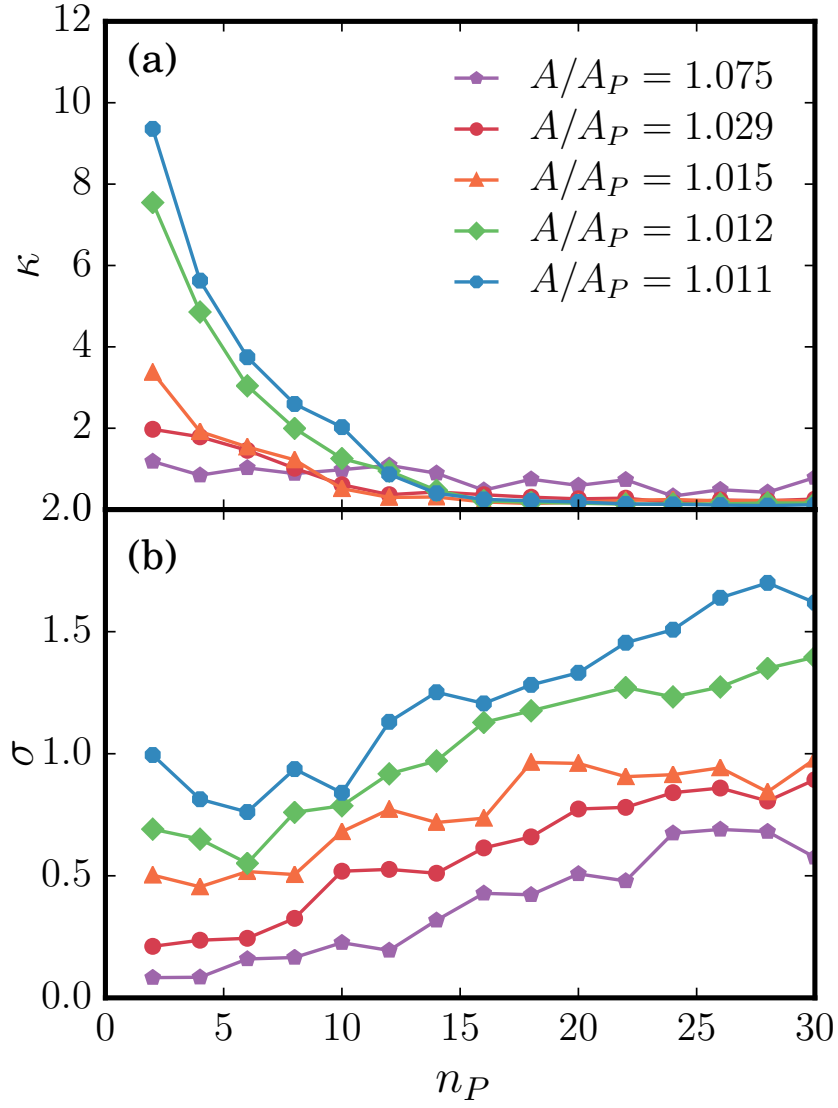 12
(a)
A/A_P = 1.075
10
A/A_P = 1.029
8
A/A_P = 1.015
6
A/A_P = 1.012
κ
A/A_P = 1.011
4
2
2.0
(b)
1.5
1.0
σ
0.5
0.0
0 5 10 15 20 25 30
n_P